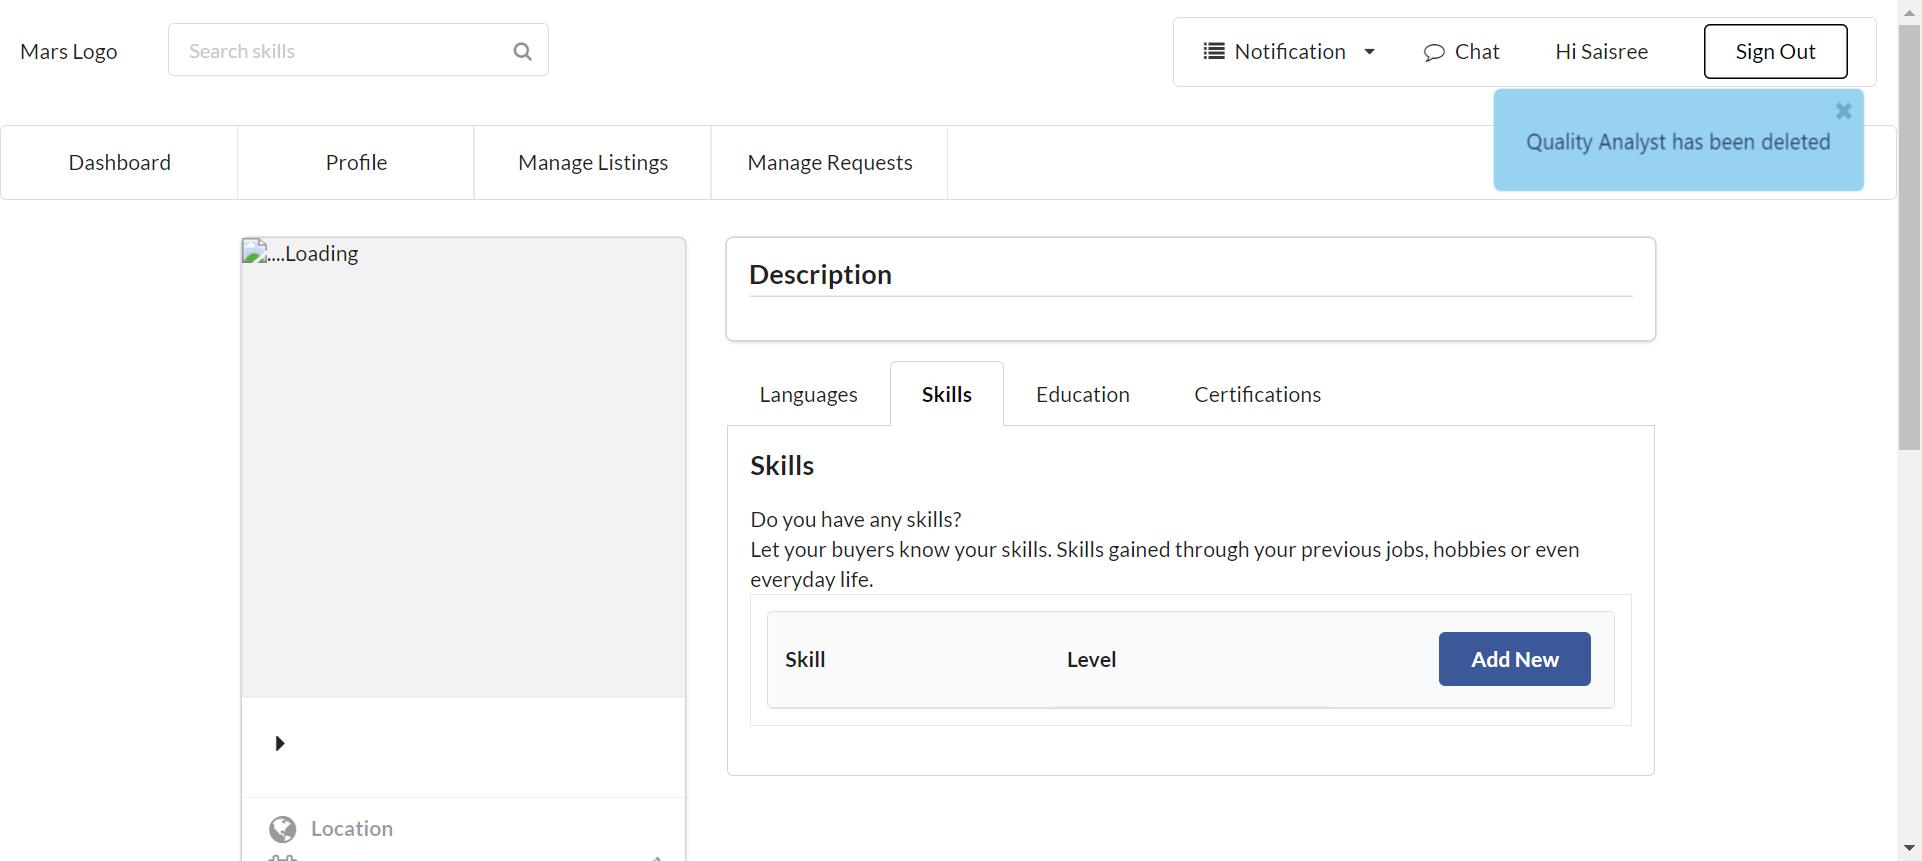 Mars Logo
Search skills
Notification
Chat
Hi Saisree
Sign Out
Quality Analyst has been deleted
Dashboard
Profile
Manage Listings
Manage Requests
....Loading
Description
Languages
Skills
Education
Certifications
Skills
Do you have any skills?
Let your buyers know your skills. Skills gained through your previous jobs, hobbies or even
everyday life.
Skill
Level
Add New
Location